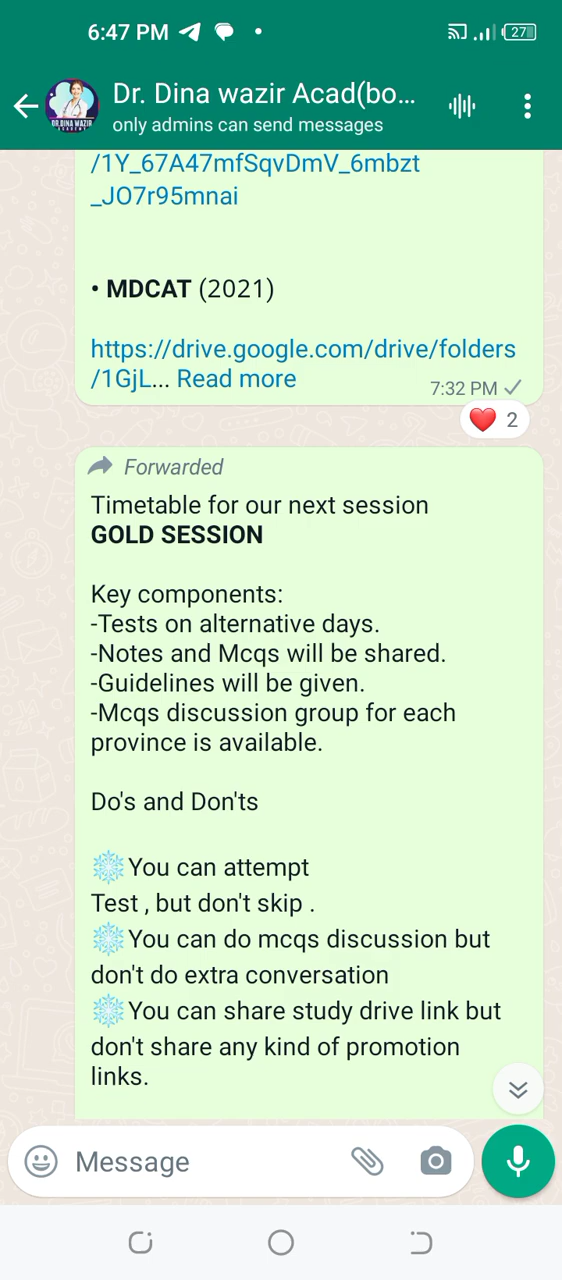 6:47 PM
27
Dr. Dina wazir Acad(bo...
only admins can send messages
DR.DINA WAZIR
ACADEMY
/1Y_67A47mfSqvDmV_6mbzt
_JO7r95mnai
• MDCAT (2021)
https://drive.google.com/drive/folders
/1GjL... Read more
7:32 PM
❤️ 2
Forwarded
Timetable for our next session
GOLD SESSION
Key components:
-Tests on alternative days.
-Notes and Mcqs will be shared.
-Guidelines will be given.
-Mcqs discussion group for each
province is available.
Do's and Don'ts
❄️You can attempt
Test , but don't skip .
❄️You can do mcqs discussion but
don't do extra conversation
❄️You can share study drive link but
don't share any kind of promotion
links.
Message